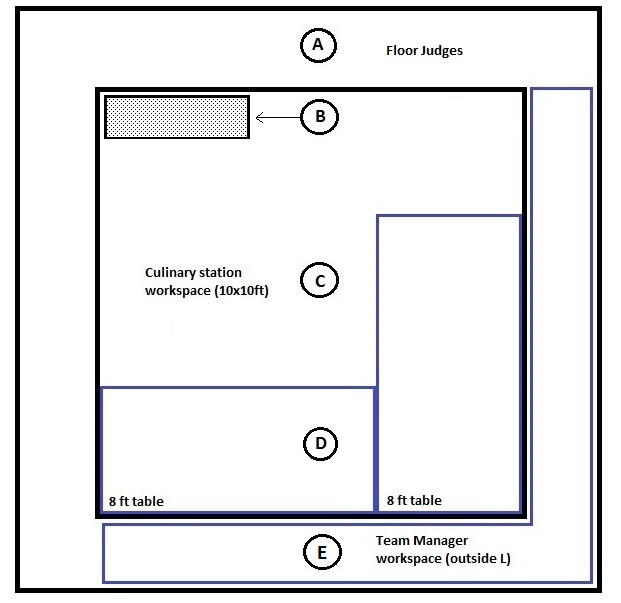 A
Floor Judges
B
Culinary station
workspace (10x10ft)
C
D
8 ft table
8 ft table
E
Team Manager
workspace (outside L)